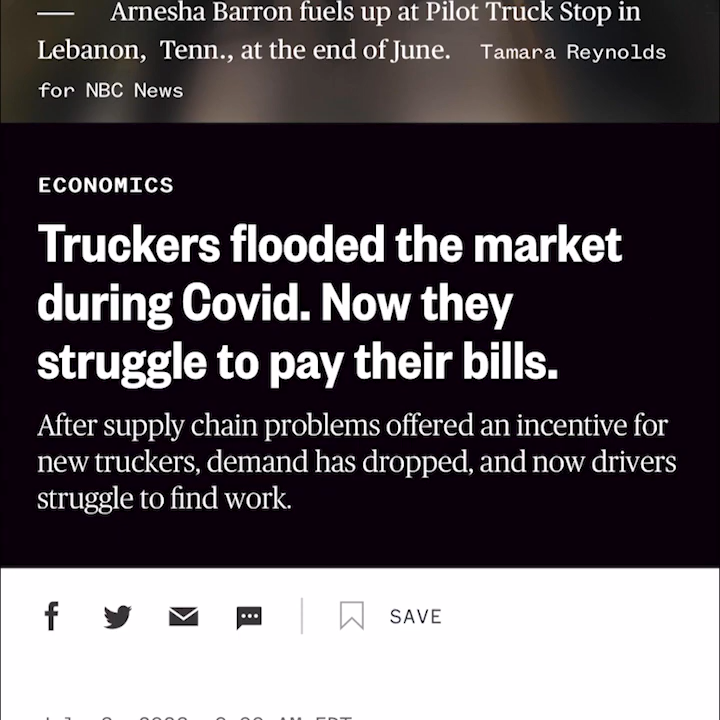 Arnesha Barron fuels up at Pilot Truck Stop in
Lebanon, Tenn., at the end of June. Tamara Reynolds
for NBC News
ECONOMICS
Truckers flooded the market
during Covid. Now they
struggle to pay their bills.
After supply chain problems offered an incentive for
new truckers, demand has dropped, and now drivers
struggle to find work.
SAVE